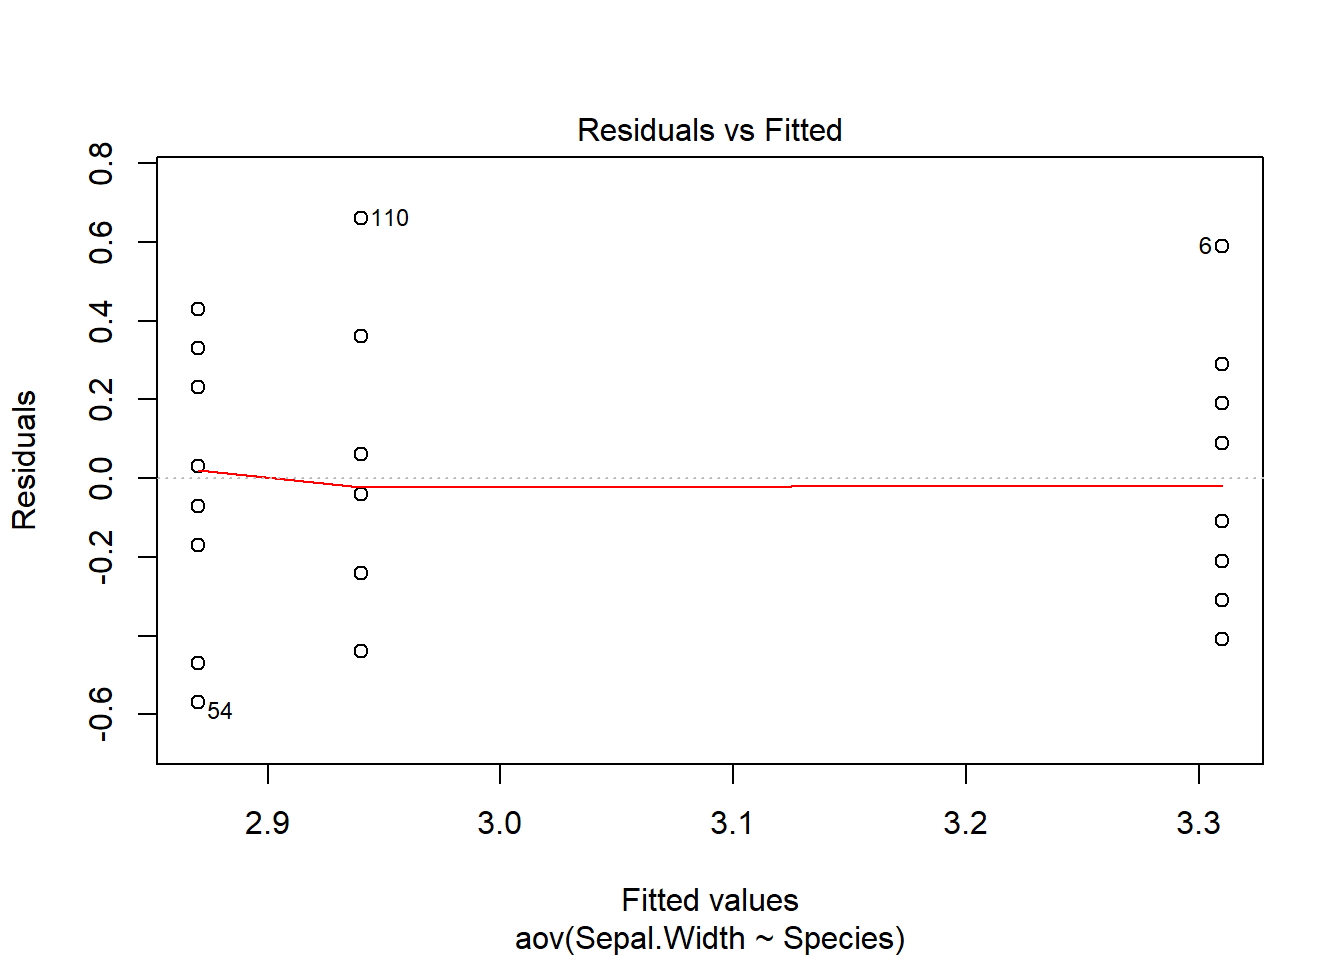 Residuals vs Fitted
0.8
0.6
0.4
0.2
0.0
-0.2
-0.6
Residuals
110
6
54
2.9 3.0 3.1 3.2 3.3
Fitted values
aov(Sepal.Width ~ Species)